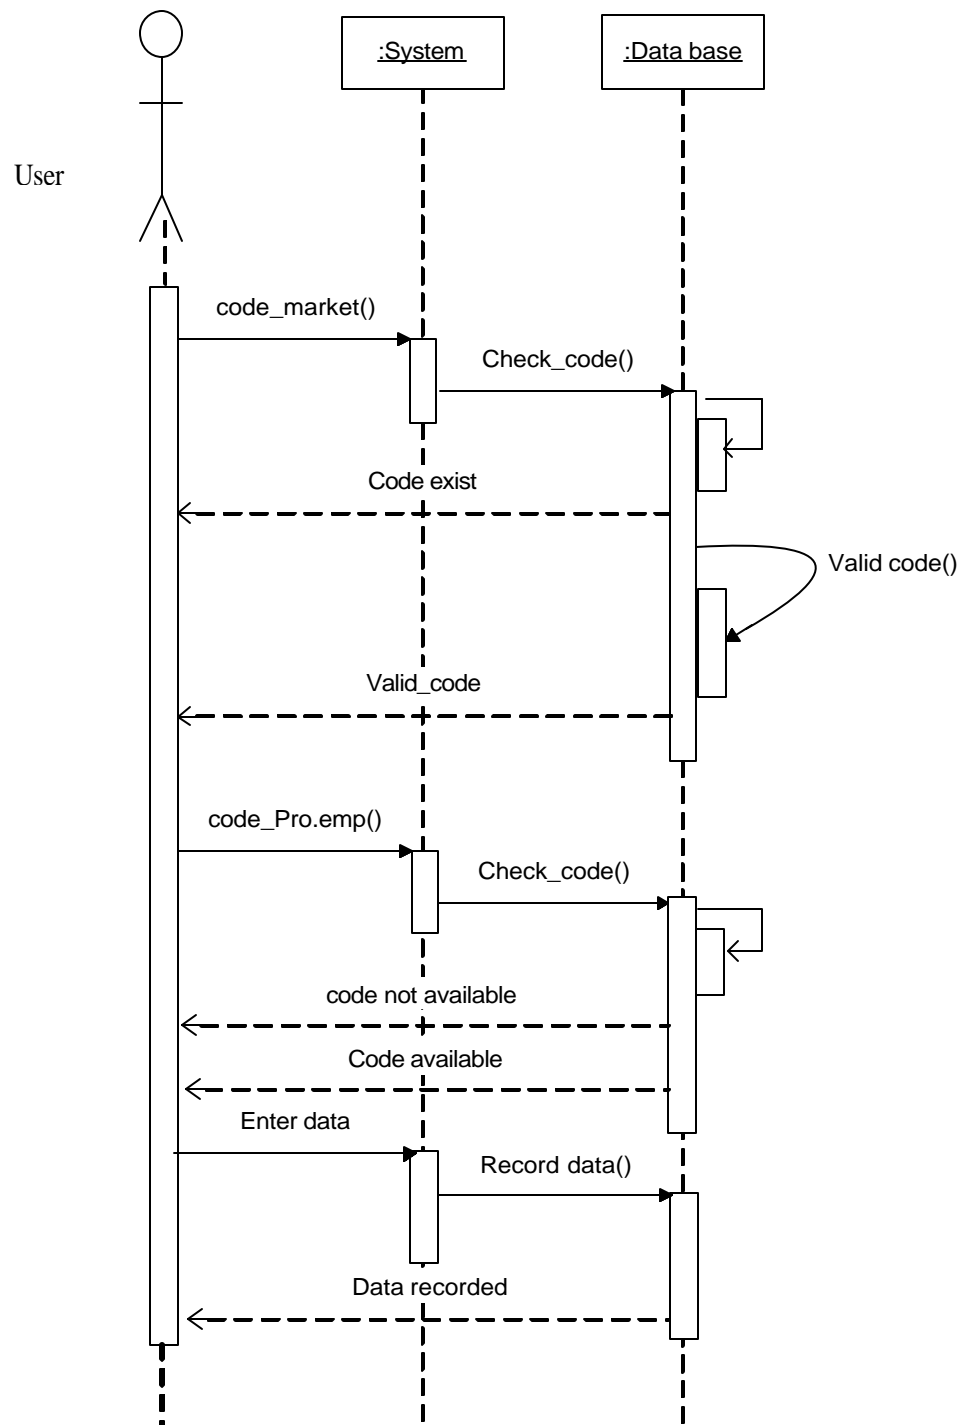 :System
:Data base
User
code_market()
Check_code()
Code exist
Valid code()
Valid_code
code_Pro.emp()
Check_code()
code not available
Code available
Enter data
Record data()
Data recorded